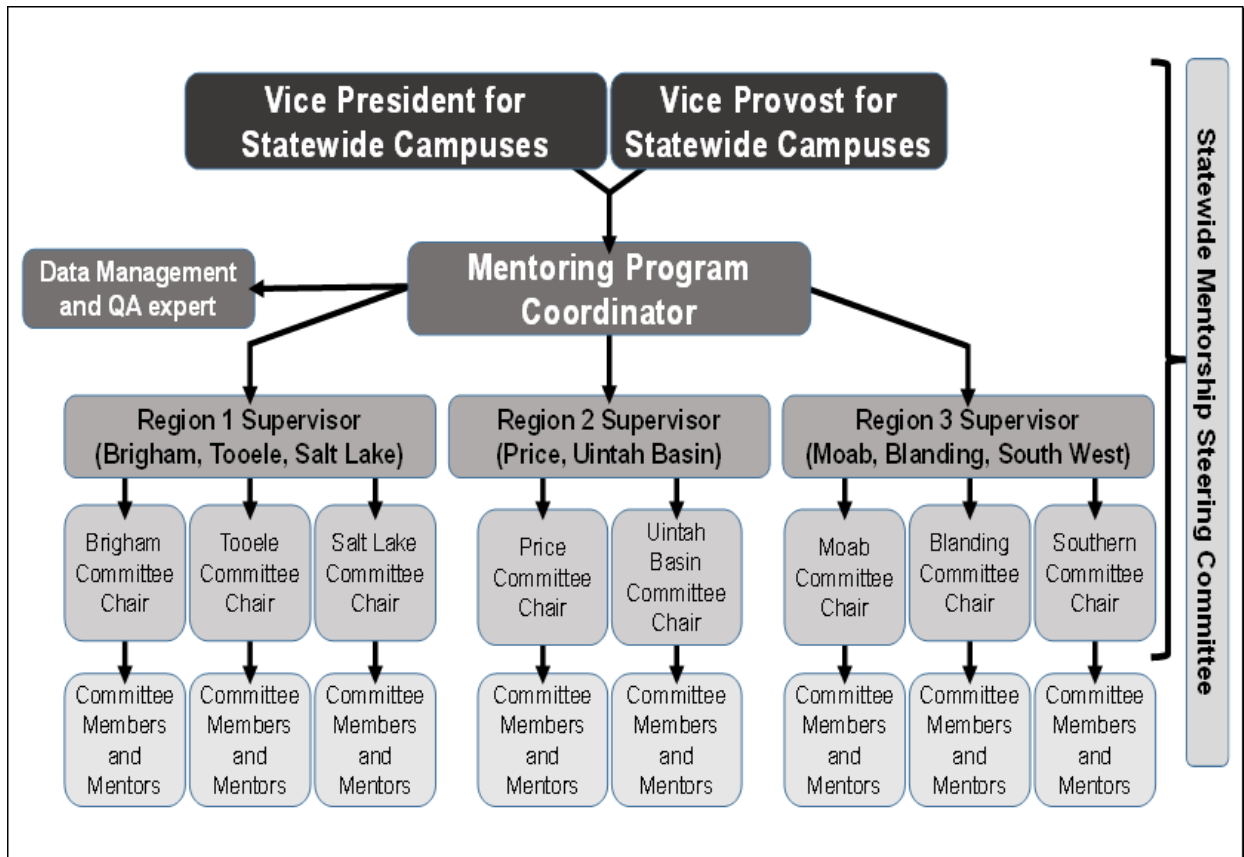 Vice President for
Statewide Campuses
Vice Provost for
Statewide Campuses
Statewide Mentorship Steering Committee
Data Management
and QA expert
Mentoring Program
Coordinator
Region 1 Supervisor
(Brigham, Tooele, Salt Lake)
Region 2 Supervisor
(Price, Uintah Basin)
Region 3 Supervisor
(Moab, Blanding, South West)
Brigham
Committee
Chair
Tooele
Committee
Chair
Salt Lake
Committee
Chair
Price
Committee
Chair
Uintah
Basin
Committee
Chair
Moab
Committee
Chair
Blanding
Committee
Chair
Southern
Committee
Chair
Committee
Members
and
Mentors
Committee
Members
and
Mentors
Committee
Members
and
Mentors
Committee
Members
and
Mentors
Committee
Members
and
Mentors
Committee
Members
and
Mentors
Committee
Members
and
Mentors
Committee
Members
and
Mentors